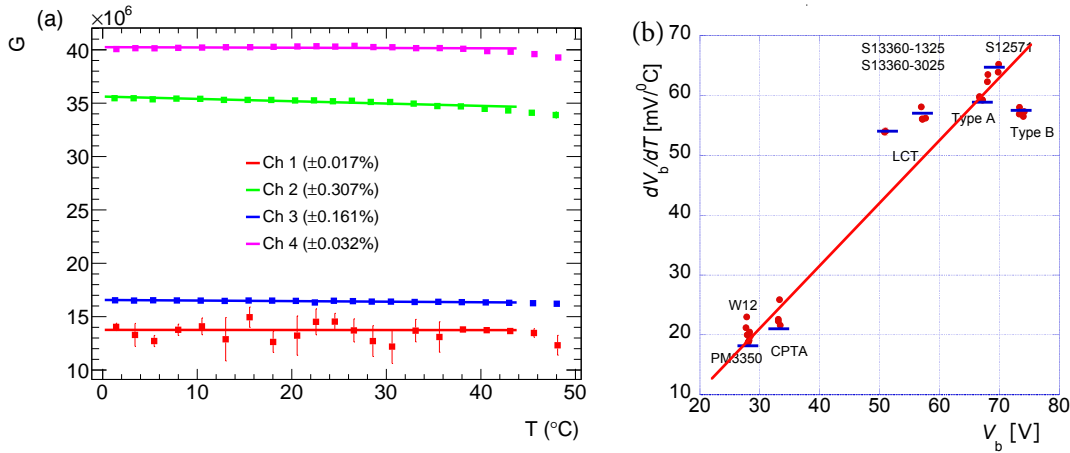 (a)
×10⁶
G
40
35
30
25
20
15
10
Ch 1 (±0.017%)
Ch 2 (±0.307%)
Ch 3 (±0.161%)
Ch 4 (±0.032%)
0 10 20 30 40 50
T (°C)
(b)
dV_b/dT [mV/⁰C]
70
60
50
40
30
20
10
S13360-1325
S13360-3025
S12571
Type A
Type B
LCT
W12
PM3350
CPTA
20 30 40 50 60 70 80
V_b [V]